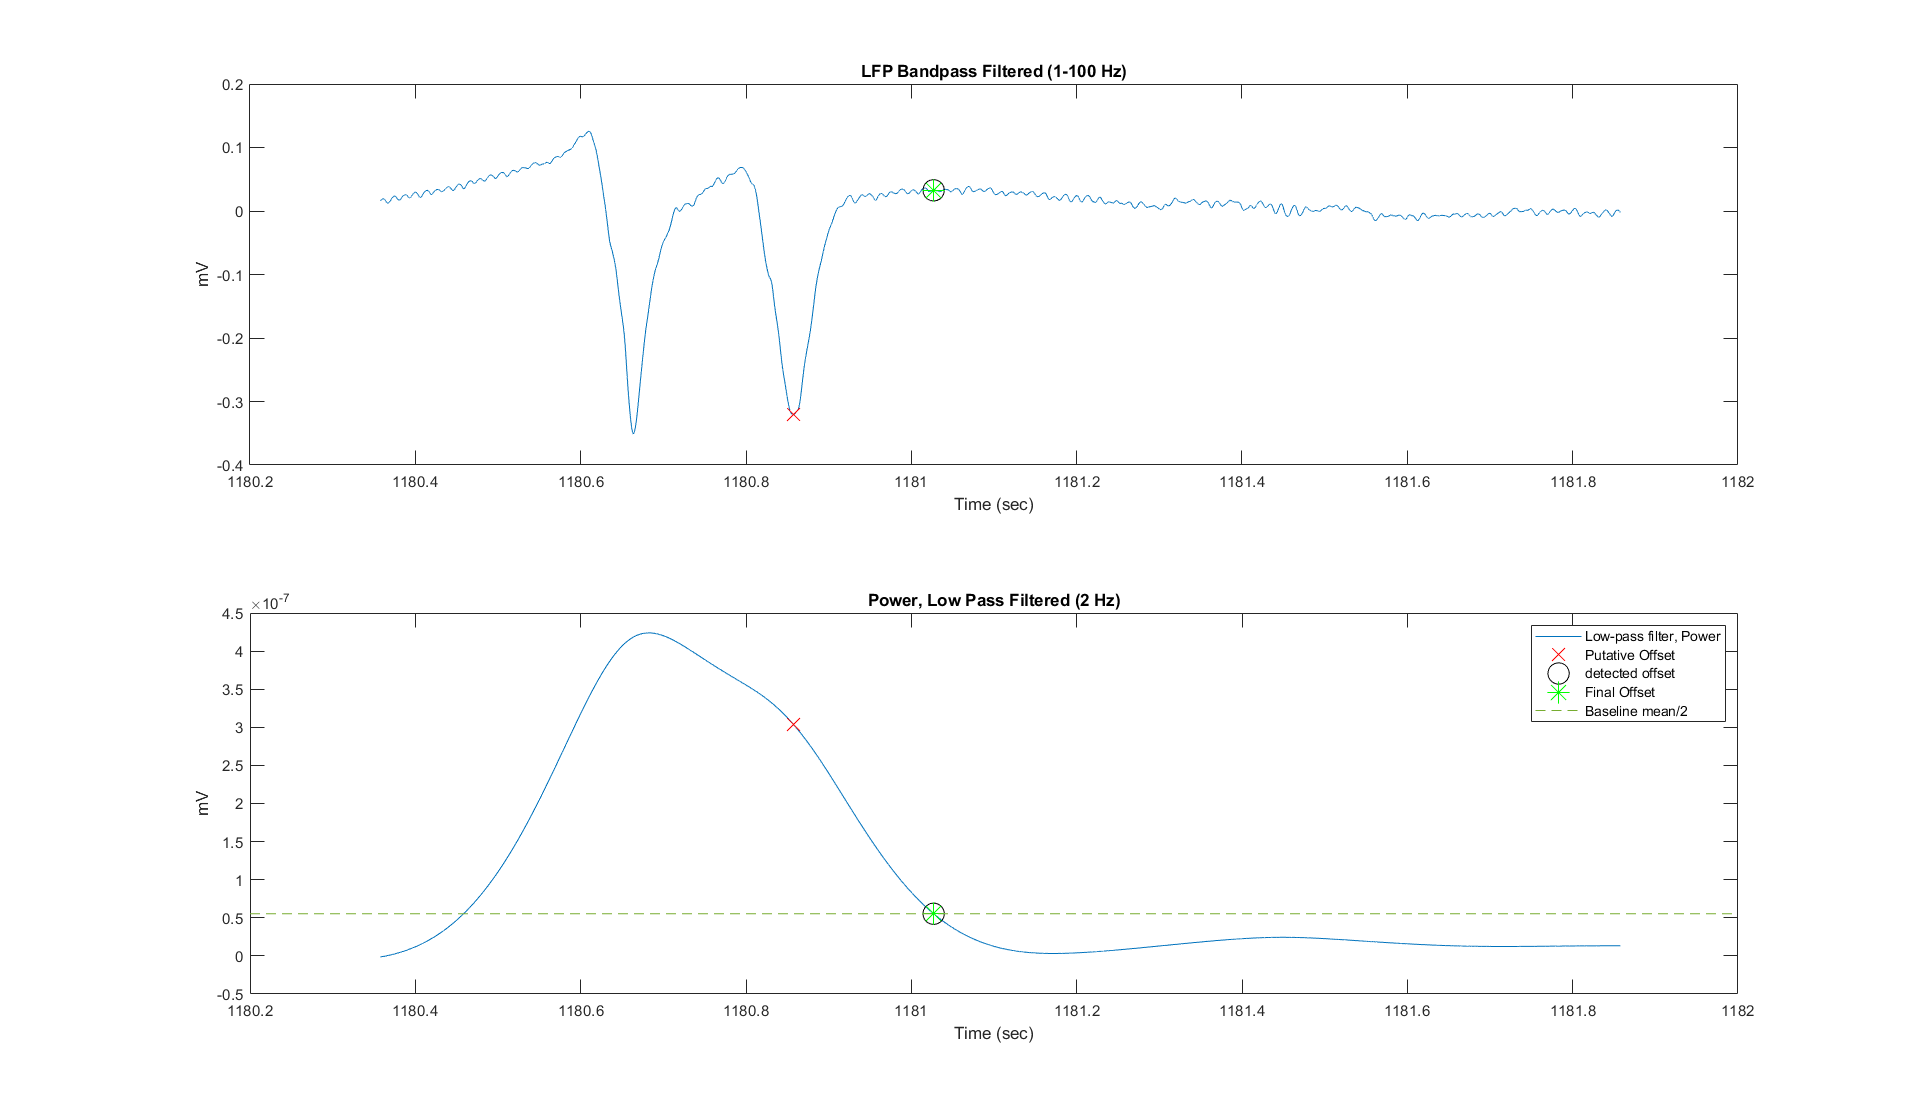 LFP Bandpass Filtered (1-100 Hz)
0.2
0.1
0
-0.1
-0.2
-0.3
-0.4
mV
1180.2 1180.4 1180.6 1180.8 1181 1181.2 1181.4 1181.6 1181.8 1182
Time (sec)
Power, Low Pass Filtered (2 Hz)
×10-7
4.5
4
3.5
3
2.5
2
1.5
1
0.5
0
-0.5
mV
Low-pass filter, Power
Putative Offset
detected offset
Final Offset
Baseline mean/2
1180.2 1180.4 1180.6 1180.8 1181 1181.2 1181.4 1181.6 1181.8 1182
Time (sec)